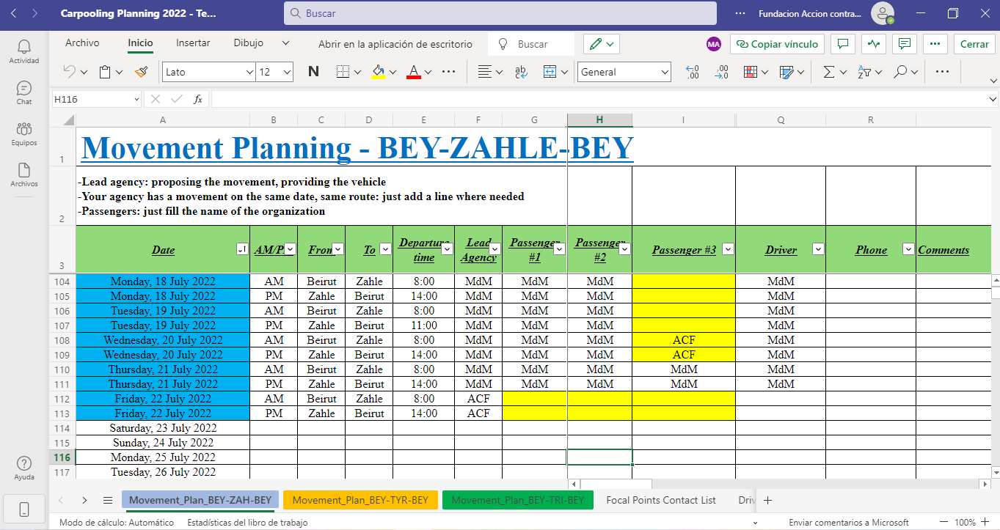 Carpooling Planning 2022 - Te...
Buscar
Fundacion Accion contra...
Actividad
Chat
Equipos
Archivos
Ayuda
Archivo Inicio Insertar Dibujo Abrir en la aplicación de escritorio Buscar MA Copiar vínculo Cerrar
Lato 12 N A ab General
H116 fx
A B C D E F G H I Q R
1 Movement Planning - BEY-ZAHLE-BEY
-Lead agency: proposing the movement, providing the vehicle
-Your agency has a movement on the same date, same route: just add a line where needed
2 -Passengers: just fill the name of the organization
3 Date AM/P From To Departure time Lead Agency Passenger #1 Passenger #2 Passenger #3 Driver Phone Comments
104 Monday, 18 July 2022 AM Beirut Zahle 8:00 MdM MdM MdM MdM
105 Monday, 18 July 2022 PM Zahle Beirut 14:00 MdM MdM MdM MdM
106 Tuesday, 19 July 2022 AM Beirut Zahle 8:00 MdM MdM MdM MdM
107 Tuesday, 19 July 2022 PM Zahle Beirut 11:00 MdM MdM MdM MdM
108 Wednesday, 20 July 2022 AM Beirut Zahle 8:00 MdM MdM MdM ACF MdM
109 Wednesday, 20 July 2022 PM Zahle Beirut 14:00 MdM MdM MdM ACF MdM
110 Thursday, 21 July 2022 AM Beirut Zahle 8:00 MdM MdM MdM MdM MdM
111 Thursday, 21 July 2022 PM Zahle Beirut 14:00 MdM MdM MdM MdM MdM
112 Friday, 22 July 2022 AM Beirut Zahle 8:00 ACF
113 Friday, 22 July 2022 PM Zahle Beirut 14:00 ACF
114 Saturday, 23 July 2022
115 Sunday, 24 July 2022
116 Monday, 25 July 2022
117 Tuesday, 26 July 2022
Movement_Plan_BEY-ZAH-BEY Movement_Plan_BEY-TYR-BEY Movement_Plan_BEY-TRI-BEY Focal Points Contact List Driv
Modo de cálculo: Automático Estadísticas del libro de trabajo Enviar comentarios a Microsoft 100%